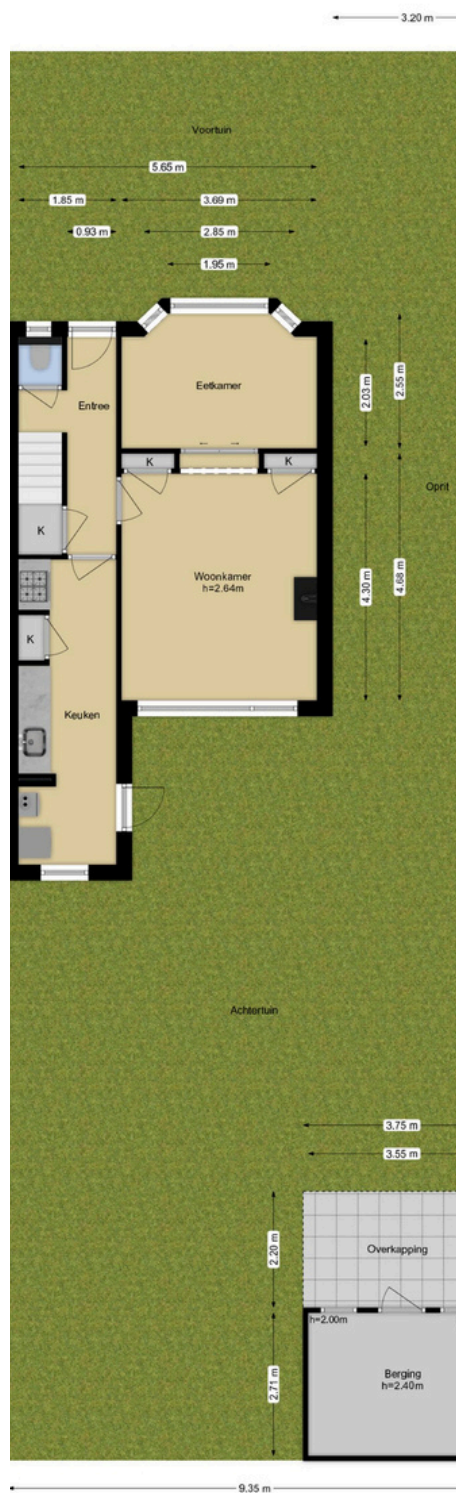 3.20 m
Voortuin
5.65 m
1.85 m
3.69 m
0.93 m
2.85 m
1.95 m
Eetkamer
Entree
2.03 m
2.55 m
K
K
Oprit
K
Woonkamer
h=2.64m
4.30 m
4.68 m
K
Keuken
Achtertuin
3.75 m
3.55 m
2.20 m
Overkapping
h=2.00m
Berging
h=2.40m
2.71 m
9.35 m